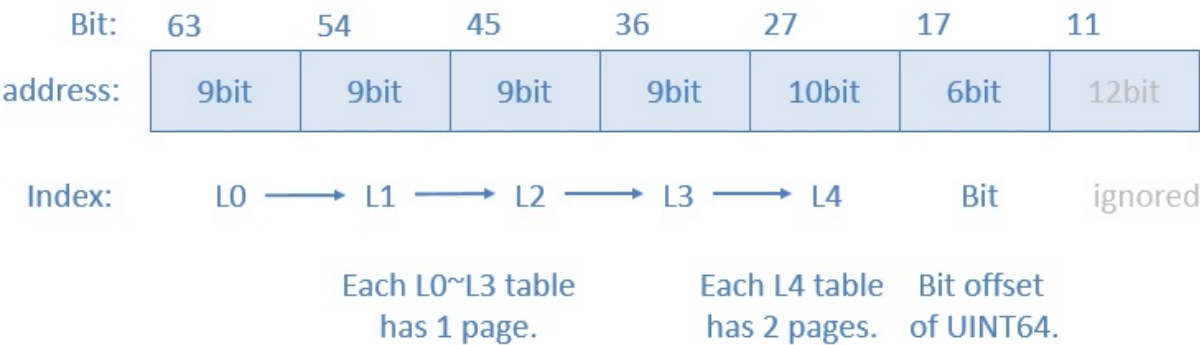 Bit: 63 54 45 36 27 17 11
address: 9bit 9bit 9bit 9bit 10bit 6bit 12bit
Index: L0 L1 L2 L3 L4 Bit ignored
Each L0~L3 table Each L4 table Bit offset
has 1 page. has 2 pages. of UINT64.